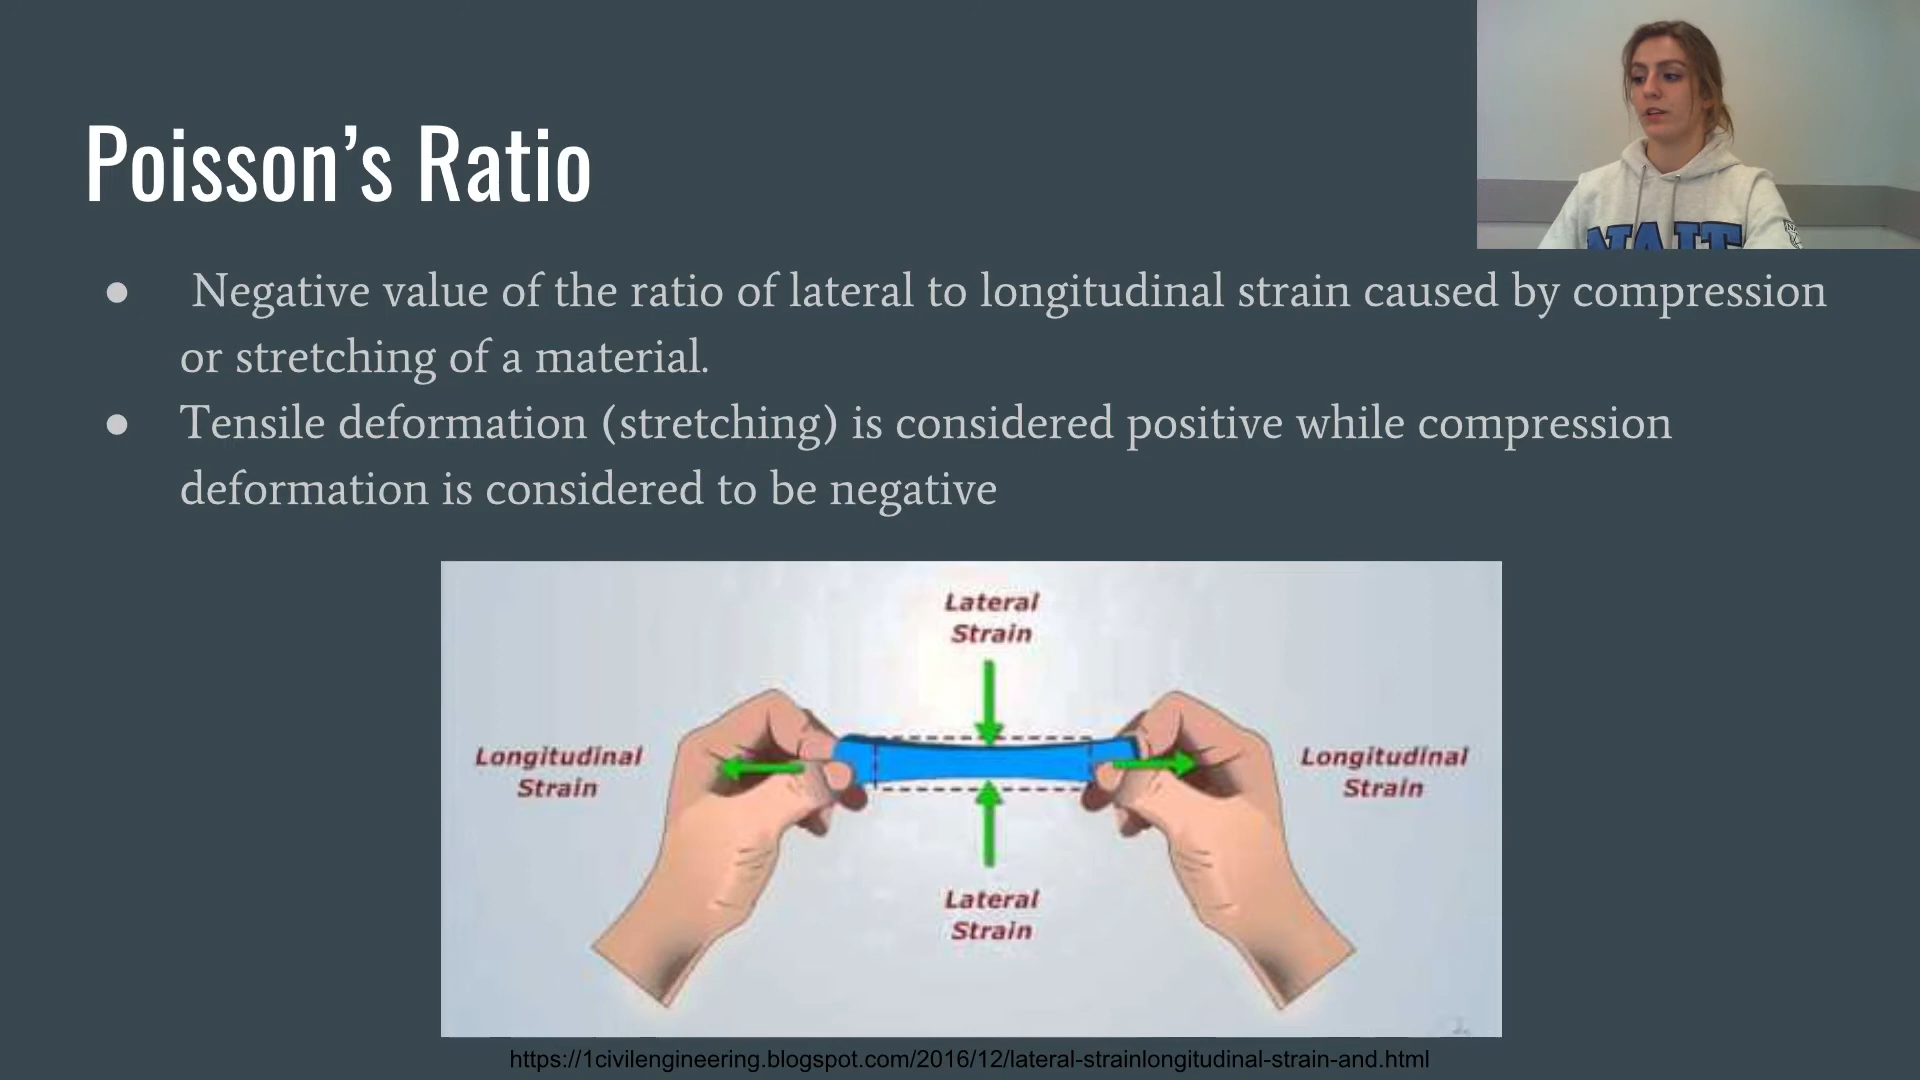 Poisson’s Ratio
NAIT
● Negative value of the ratio of lateral to longitudinal strain caused by compression
or stretching of a material.
● Tensile deformation (stretching) is considered positive while compression
deformation is considered to be negative
Lateral
Strain
Longitudinal
Strain
Longitudinal
Strain
Lateral
Strain
https://1civilengineering.blogspot.com/2016/12/lateral-strainlongitudinal-strain-and.html